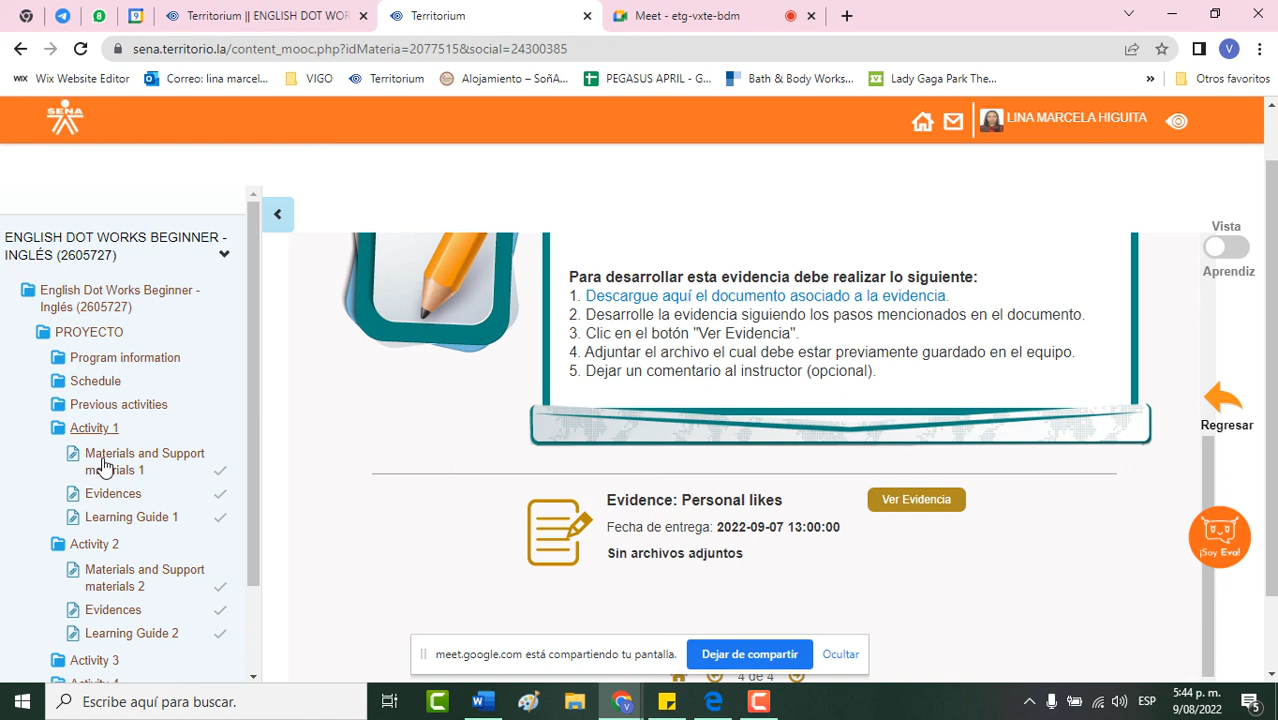 Territorium || ENGLISH DOT WOR
Territorium
Meet - etg-vxte-bdm
sena.territorio.la/content_mooc.php?idMateria=2077515&social=24300385
V
Wix Website Editor
Correo: lina marcel...
VIGO
Territorium
Alojamiento – SoñA...
PEGASUS APRIL - G...
Bath & Body Works...
Lady Gaga Park The...
»
Otros favoritos
SENA
LINA MARCELA HIGUITA
ENGLISH DOT WORKS BEGINNER -
INGLÉS (2605727)
English Dot Works Beginner -
Inglés (2605727)
PROYECTO
Program information
Schedule
Previous activities
Activity 1
Materials and Support
materials 1
Evidences
Learning Guide 1
Activity 2
Materials and Support
materials 2
Evidences
Learning Guide 2
Activity 3
Para desarrollar esta evidencia debe realizar lo siguiente:
1. Descargue aquí el documento asociado a la evidencia.
2. Desarrolle la evidencia siguiendo los pasos mencionados en el documento.
3. Clic en el botón "Ver Evidencia".
4. Adjuntar el archivo el cual debe estar previamente guardado en el equipo.
5. Dejar un comentario al instructor (opcional).
Evidence: Personal likes
Ver Evidencia
Fecha de entrega: 2022-09-07 13:00:00
Sin archivos adjuntos
4 de 4
Vista
Aprendiz
Regresar
¡Soy Evo!
meet.google.com está compartiendo tu pantalla.
Dejar de compartir
Ocultar
Escribe aquí para buscar.
ESP
5:44 p. m.
9/08/2022
5